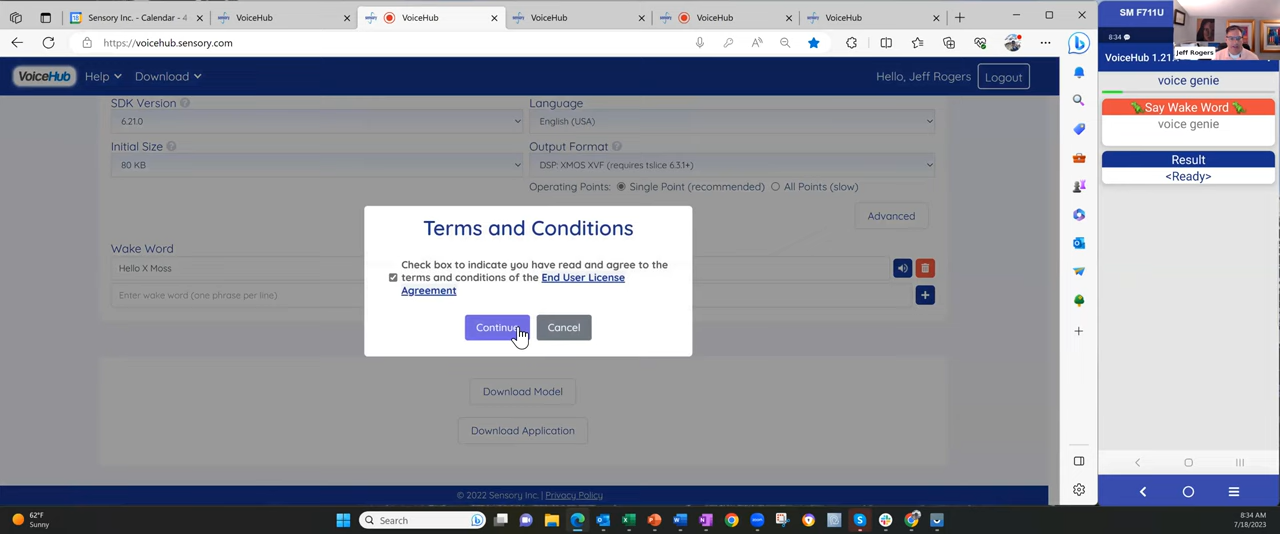 Sensory Inc. - Calendar - 4
VoiceHub
VoiceHub
VoiceHub
VoiceHub
VoiceHub
https://voicehub.sensory.com
VoiceHub
Help
Download
Hello, Jeff Rogers
Logout
SDK Version
Language
6.21.0
English (USA)
Initial Size
Output Format
80 KB
DSP: XMOS XVF (requires tslice 6.3.1+)
Operating Points:
Single Point (recommended)
All Points (slow)
Advanced
Terms and Conditions
Check box to indicate you have read and agree to the
terms and conditions of the End User License
Agreement
Continue
Cancel
Wake Word
Hello X Moss
Enter wake word (one phrase per line)
Download Model
Download Application
© 2022 Sensory Inc. | Privacy Policy
SM F711U
8:34
Jeff Rogers
VoiceHub 1.21.
voice genie
Say Wake Word
voice genie
Result
<Ready>
62°F
Sunny
Search
8:34 AM
7/18/2023